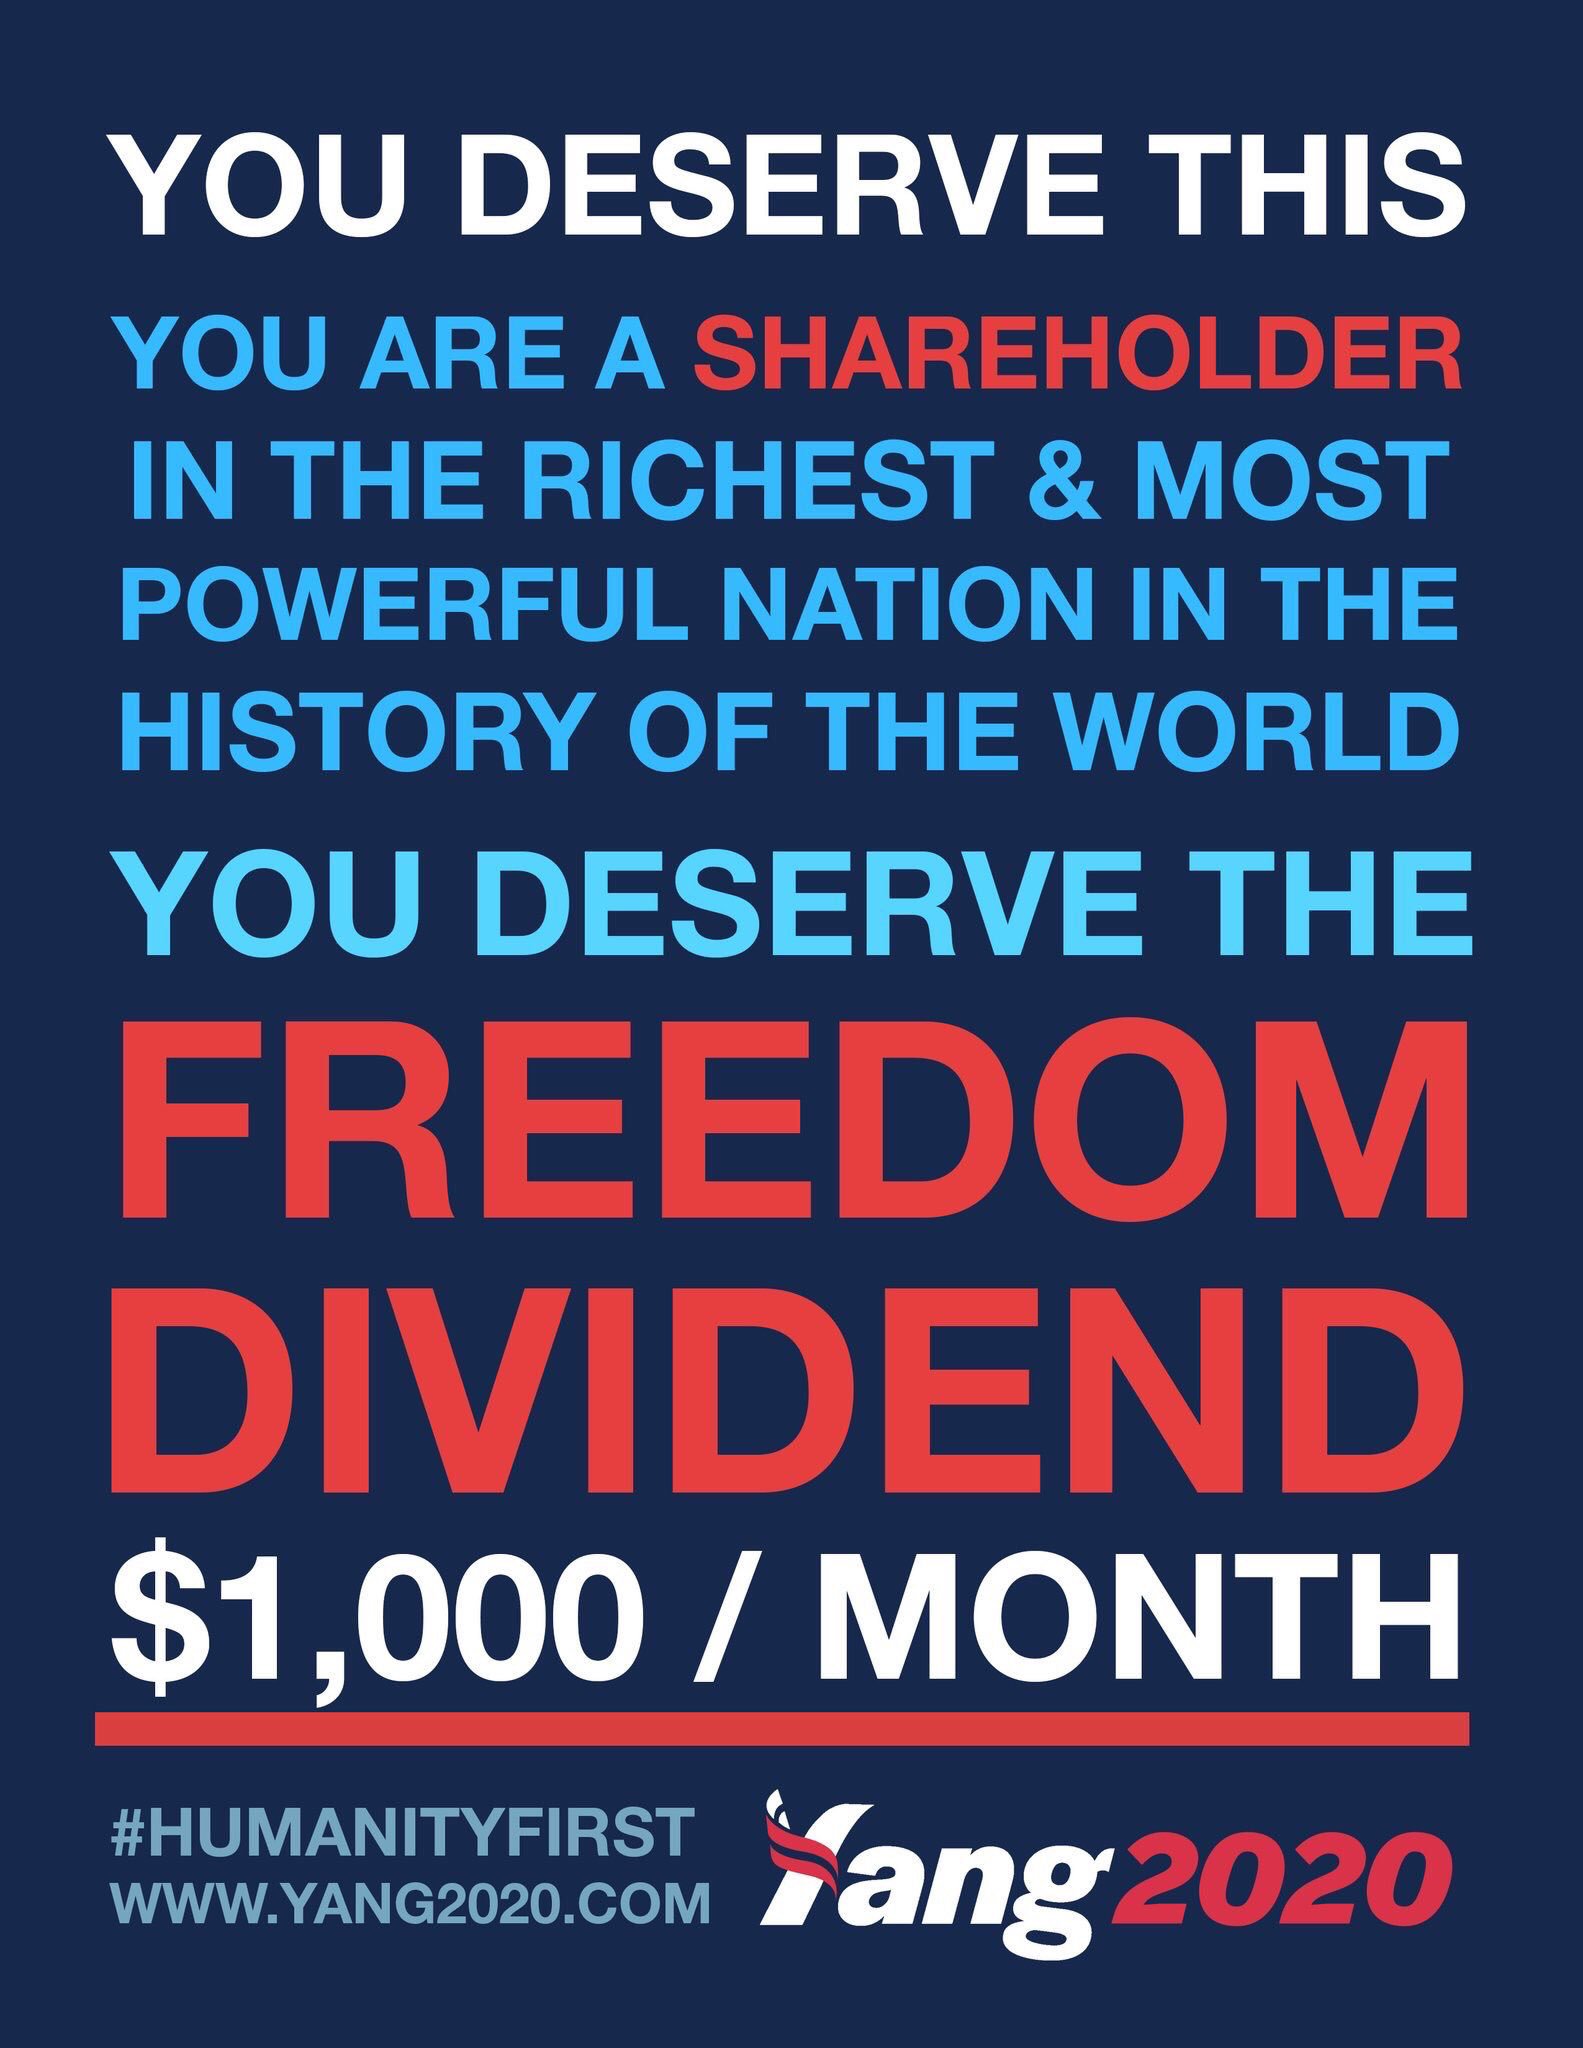 YOU DESERVE THIS
YOU ARE A SHAREHOLDER
IN THE RICHEST & MOST
POWERFUL NATION IN THE
HISTORY OF THE WORLD
YOU DESERVE THE
FREEDOM
DIVIDEND
$1,000 / MONTH
#HUMANITYFIRST
WWW.YANG2020.COM
Yang2020